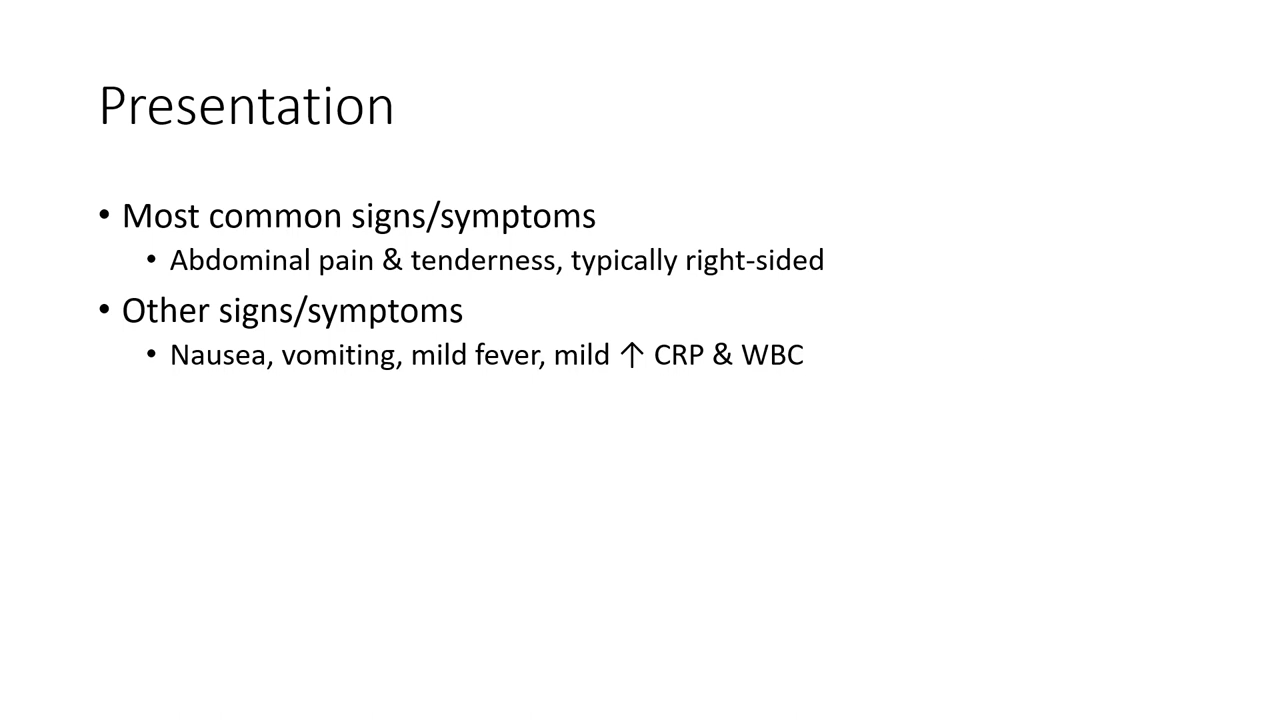 Presentation
• Most common signs/symptoms
• Abdominal pain & tenderness, typically right-sided
• Other signs/symptoms
• Nausea, vomiting, mild fever, mild ↑ CRP & WBC